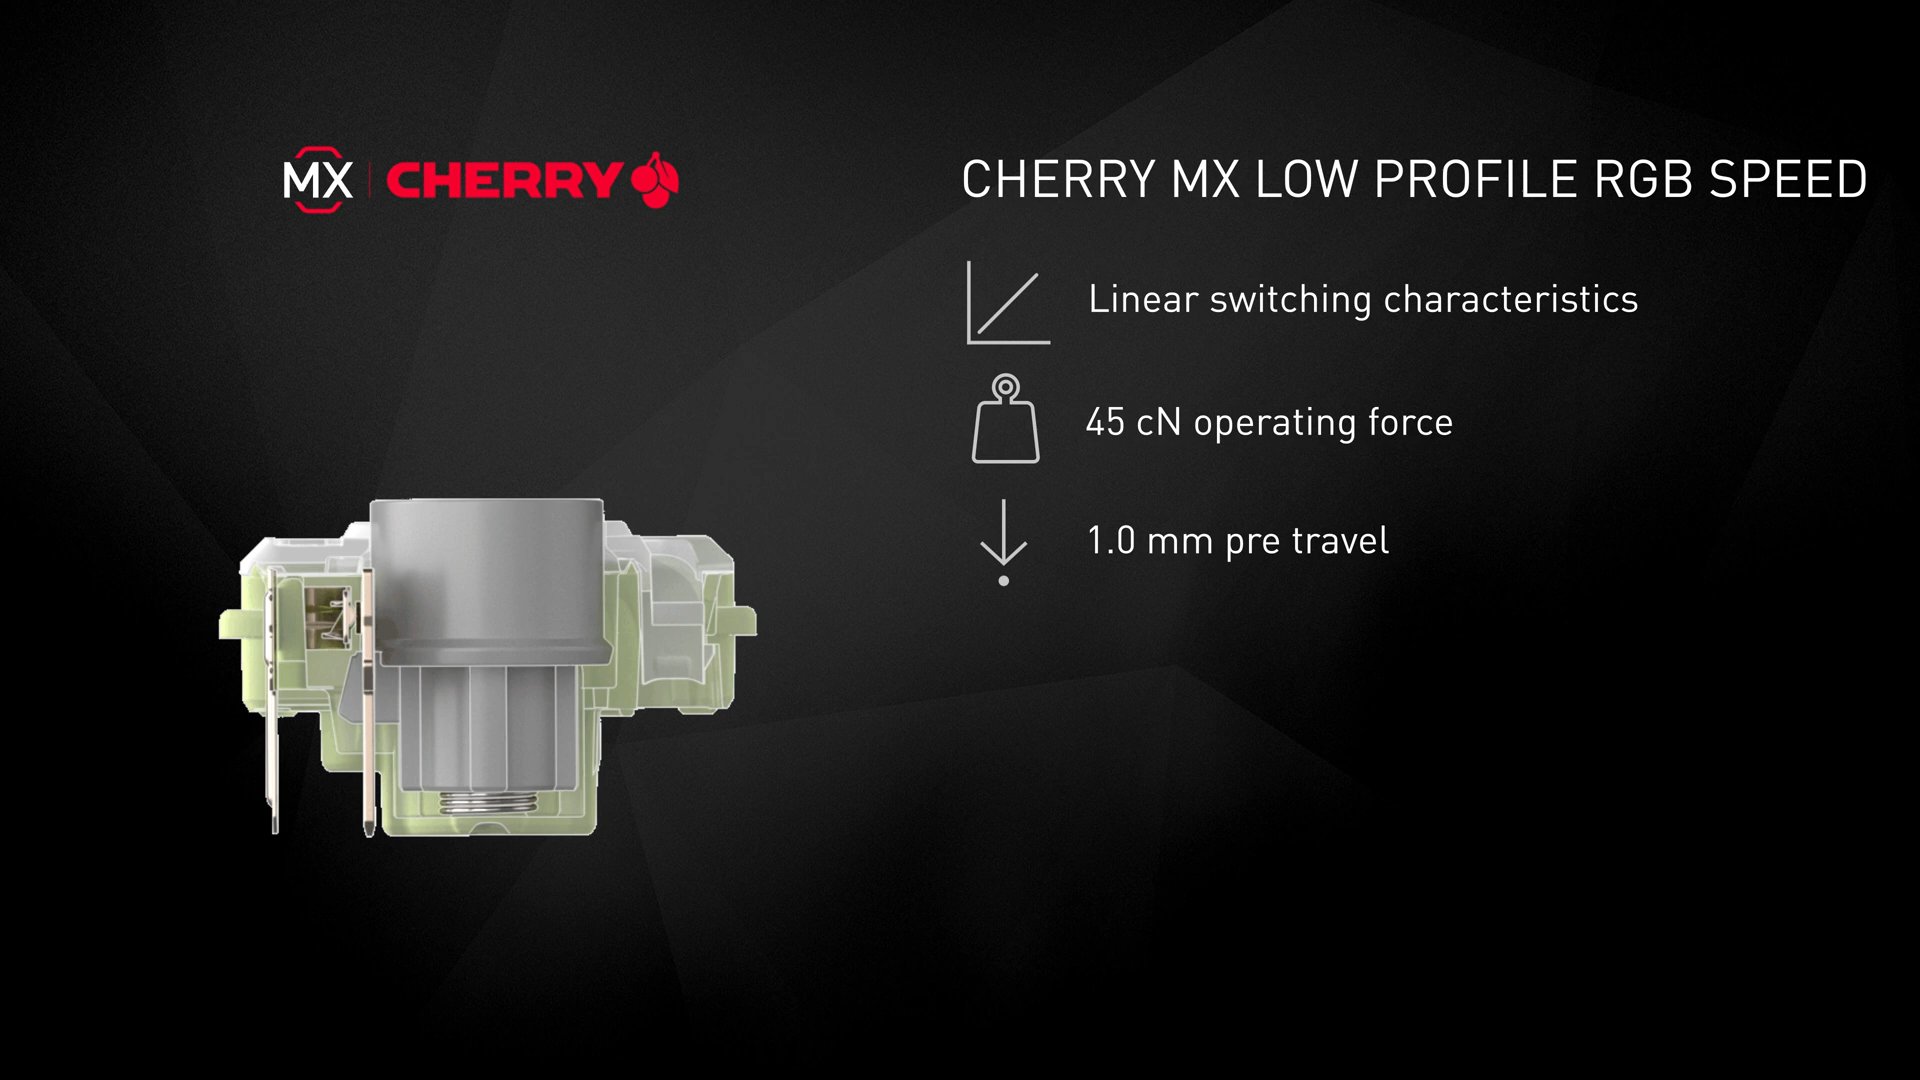 MX | CHERRY
CHERRY MX LOW PROFILE RGB SPEED
Linear switching characteristics
45 cN operating force
1.0 mm pre travel